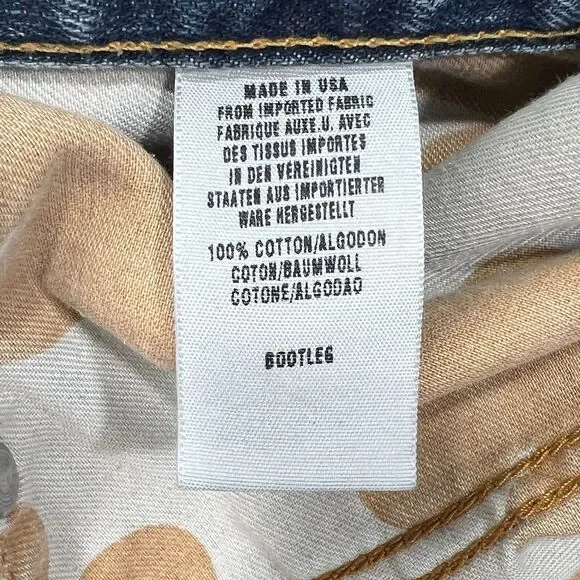 MADE IN USA
FROM IMPORTED FABRIC
FABRIQUE AUXE.U. AVEC
DES TISSUS IMPORTES
IN DEN VEREINIGTEN
STAATEN AUS IMPORTIERTER
WARE HERGESTELLT
100% COTTON/ALGODON
COTON/BAUMWOLL
COTONE/ALGODAO
BOOTLEG